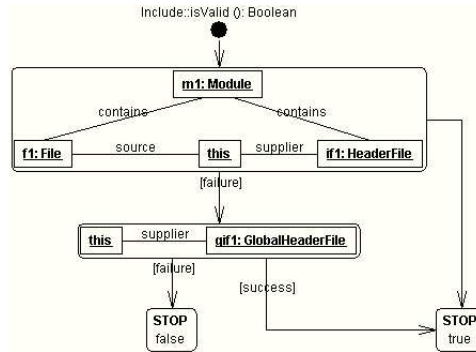 Include::isValid (): Boolean
m1: Module
contains
contains
f1: File
source
this
supplier
if1: HeaderFile
[failure]
this
supplier
gif1: GlobalHeaderFile
[failure]
[success]
STOP
false
STOP
true